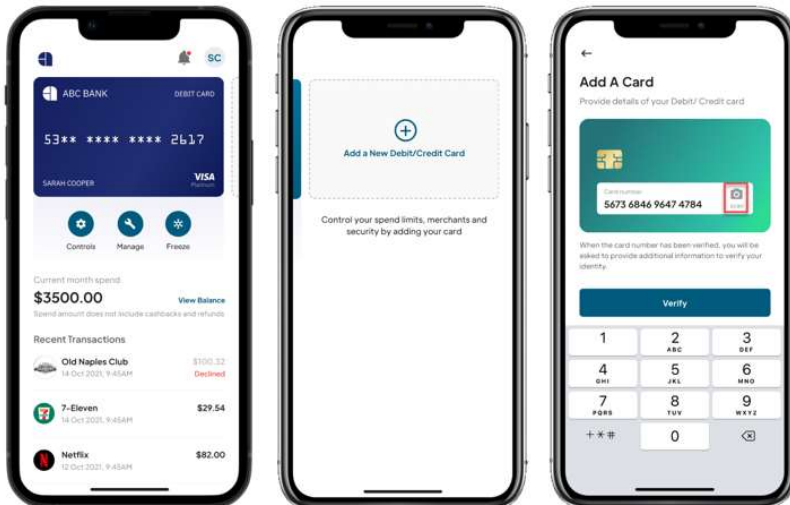 SC
ABC BANK
DEBIT CARD
53** **** **** 2617
SARAH COOPER
VISA
Platinum
Controls
Manage
Freeze
Current month spend
$3500.00
View Balance
Spend amount does not include cashbacks and refunds
Recent Transactions
Old Naples Club
$100.32
14 Oct 2021, 9:45AM
Declined
7-Eleven
$29.54
14 Oct 2021, 9:45AM
Netflix
$82.00
12 Oct 2021, 9:45AM
Add a New Debit/Credit Card
Control your spend limits, merchants and
security by adding your card
Add A Card
Provide details of your Debit/ Credit card
Card number
5673 6846 9647 4784
SCAN
When the card number has been verified, you will be
asked to provide additional information to verify your
identity.
Verify
1
2
ABC
3
DEF
4
GHI
5
JKL
6
MNO
7
PQRS
8
TUV
9
WXYZ
+*#
0